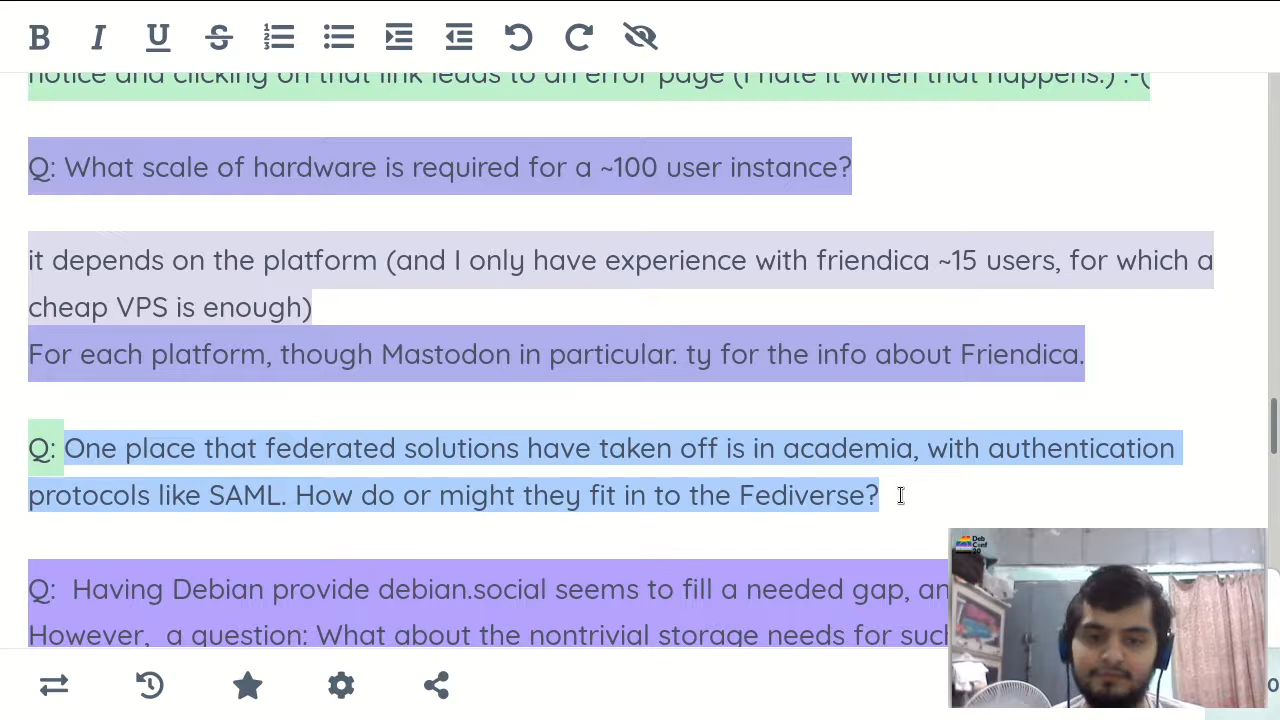 notice and clicking on that link leads to an error page (I hate it when that happens.) :-(
Q: What scale of hardware is required for a ~100 user instance?
it depends on the platform (and I only have experience with friendica ~15 users, for which a
cheap VPS is enough)
For each platform, though Mastodon in particular. ty for the info about Friendica.
Q: One place that federated solutions have taken off is in academia, with authentication
protocols like SAML. How do or might they fit in to the Fediverse?
Q:  Having Debian provide debian.social seems to fill a needed gap, an
However,  a question: What about the nontrivial storage needs for such
Deb
Conf
20